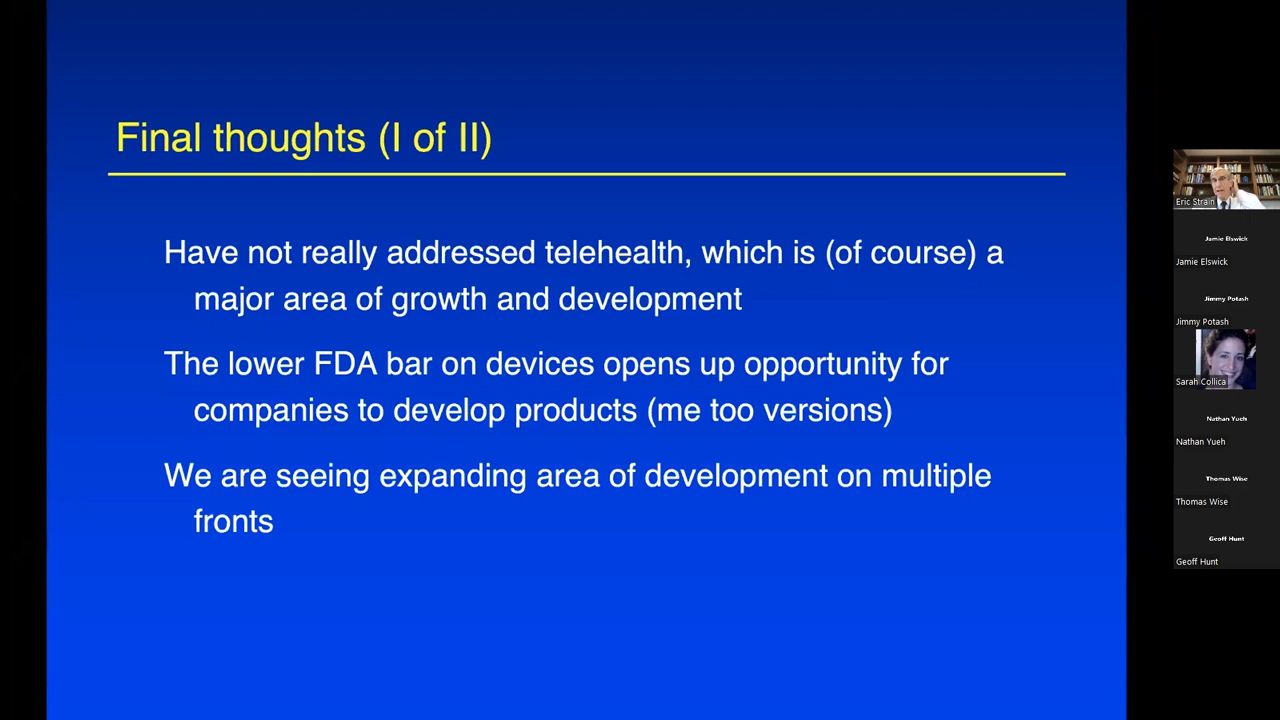 Final thoughts (I of II)
Have not really addressed telehealth, which is (of course) a
major area of growth and development
The lower FDA bar on devices opens up opportunity for
companies to develop products (me too versions)
We are seeing expanding area of development on multiple
fronts
Eric Strain
Jamie Elswick
Jamie Elswick
Jimmy Potash
Jimmy Potash
Sarah Collica
Nathan Yueh
Nathan Yueh
Thomas Wise
Thomas Wise
Geoff Hunt
Geoff Hunt